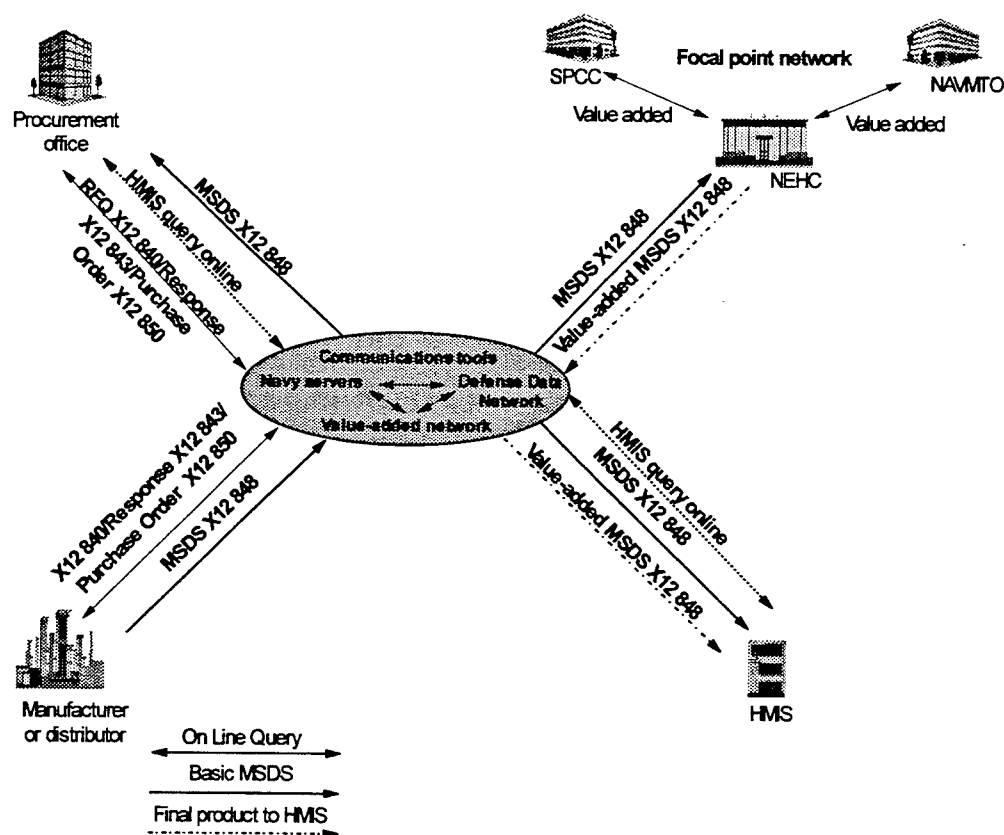 SPCC
Focal point network
NAVMTO
Value added
Value added
NEHC
Procurement
office
MSDS X12 848
HMIS query online
RFQ X12 840/Response
X12 843/Purchase
Order X12 850
MSDS X12 848
Value-added MSDS X12 848
Communications tools
Navy servers
Defense Data
Network
Value-added network
X12 840/Response X12 843/
Purchase Order X12 850
MSDS X12 848
HMIS query online
MSDS X12 848
Value-added MSDS X12 848
Manufacturer
or distributor
HMIS
On Line Query
Basic MSDS
Final product to HMIS